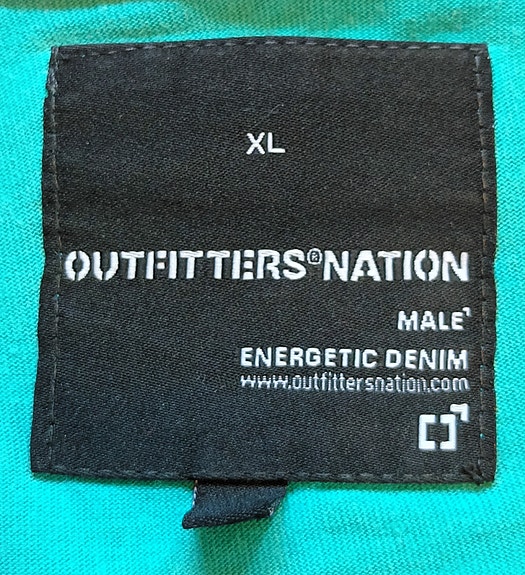 XL
OUTFITTERS®NATION
MALE
ENERGETIC DENIM
www.outfittersnation.com